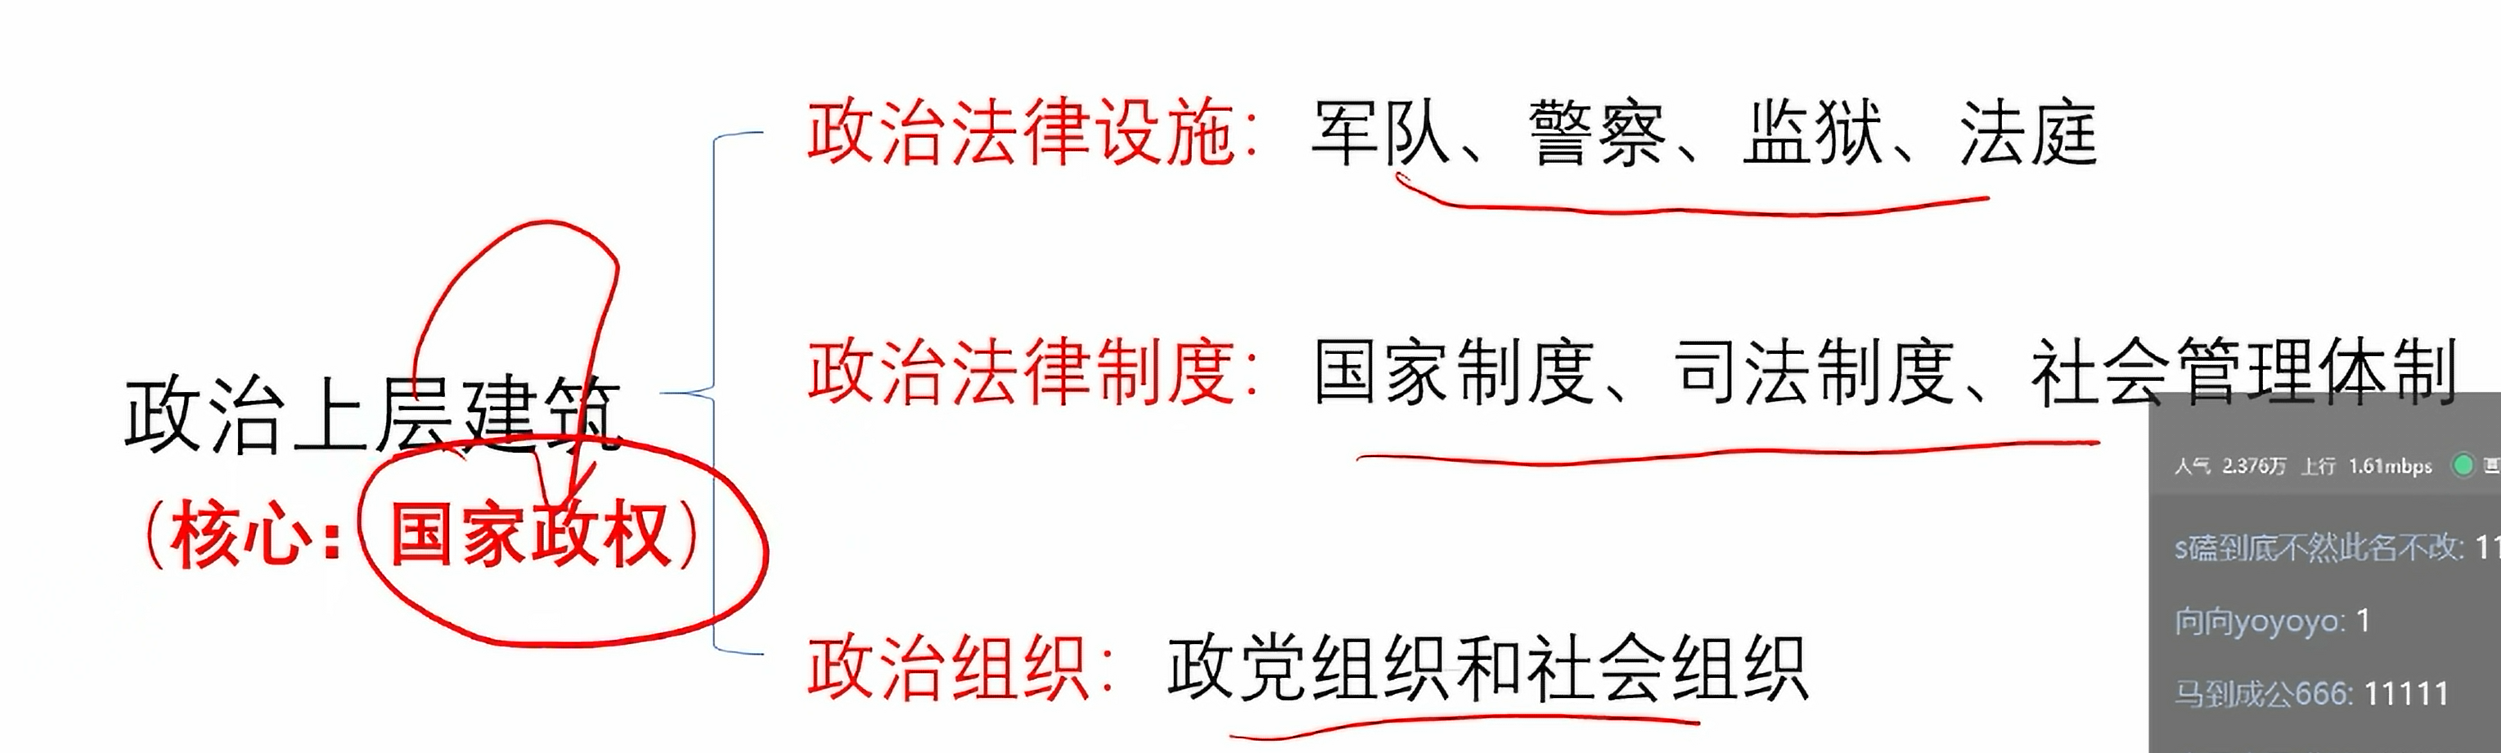 政治法律设施：军队、警察、监狱、法庭
政治法律制度：国家制度、司法制度、社会管理体制
政治上层建筑
（核心：国家政权）
政治组织：政党组织和社会组织
人气 2.376万 上行 1.61mbps
s磕到底不然此名不改: 11
向向yoyoyo: 1
马到成公666: 11111